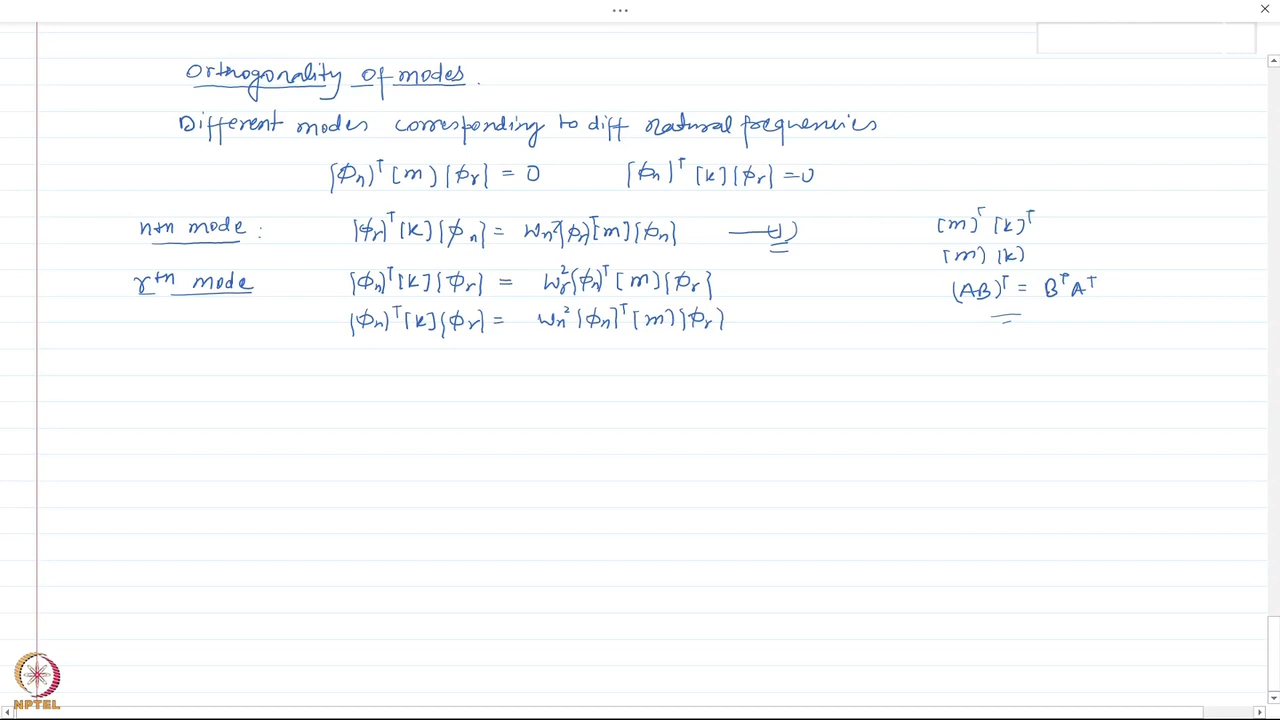 Orthogonality of modes.
Different modes corresponding to diff natural frequencies
{ϕn}ᵀ[m]{ϕr} = 0 {ϕn}ᵀ[k]{ϕr} = 0
nth mode : {ϕr}ᵀ[k]{ϕn} = ωn²{ϕr}ᵀ[m]{ϕn} —(1)
rth mode {ϕn}ᵀ[k]{ϕr} = ωr²{ϕn}ᵀ[m]{ϕr}
{ϕn}ᵀ[k]{ϕr} = ωn²{ϕn}ᵀ[m]{ϕr}
[m]ᵀ [k]ᵀ
[m] [k]
(AB)ᵀ = BᵀAᵀ
NPTEL